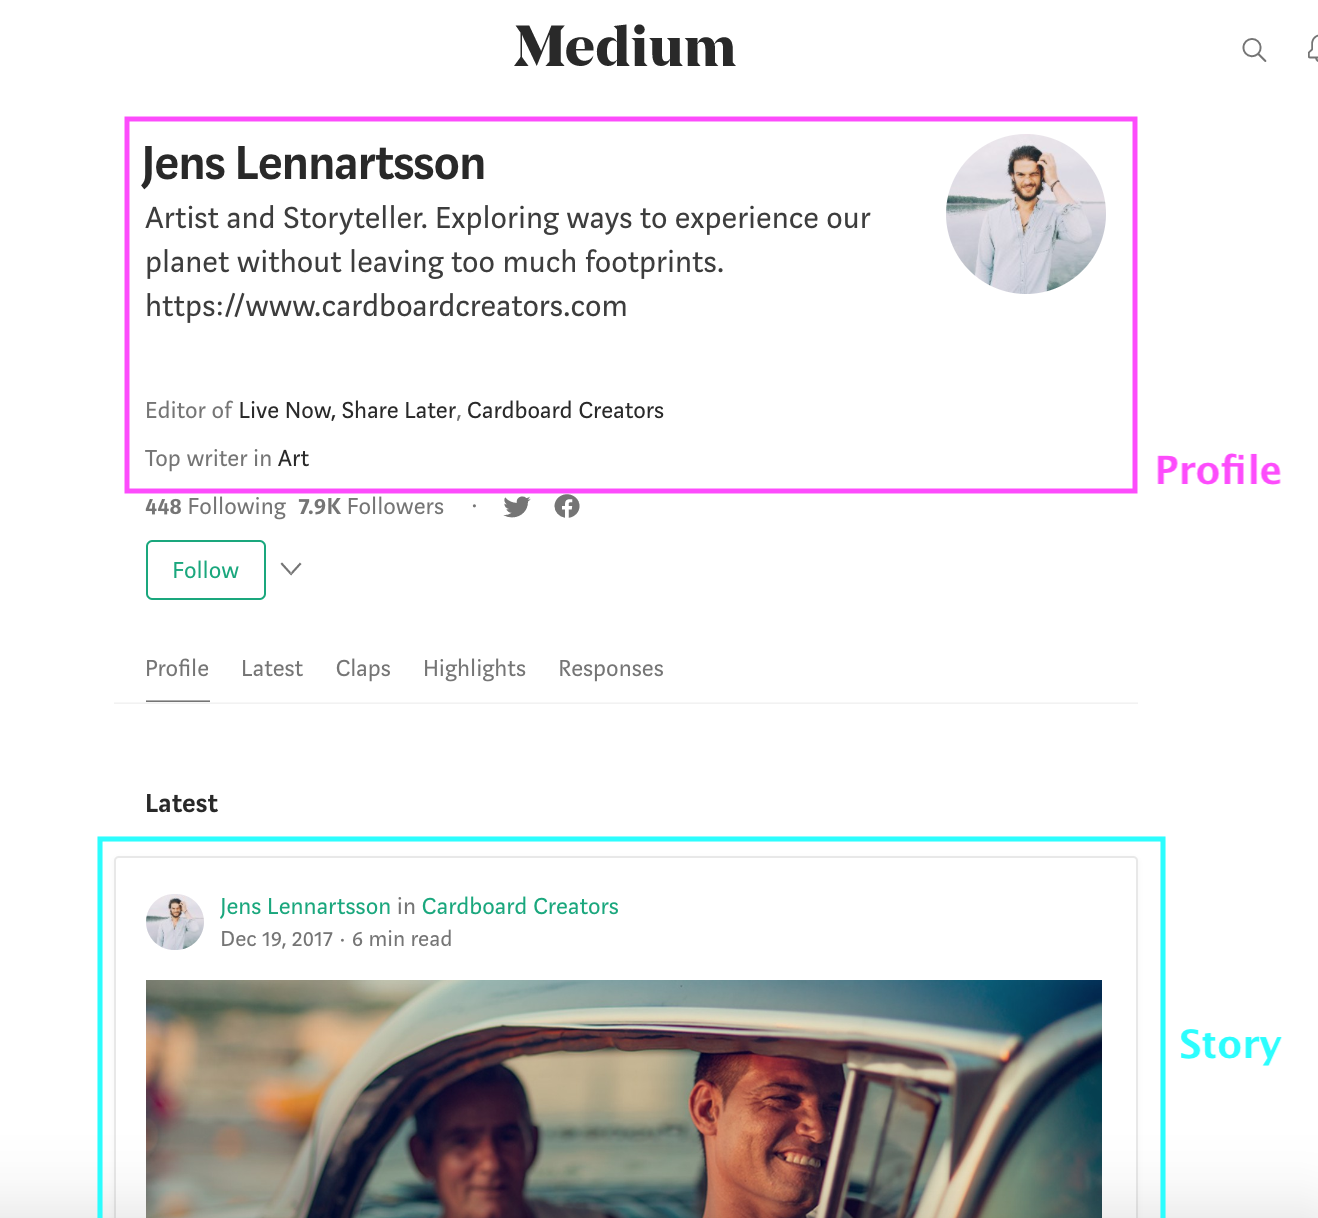 Medium
Jens Lennartsson
Artist and Storyteller. Exploring ways to experience our
planet without leaving too much footprints.
https://www.cardboardcreators.com
Editor of Live Now, Share Later, Cardboard Creators
Top writer in Art
Profile
448 Following 7.9K Followers ·
Follow
Profile Latest Claps Highlights Responses
Latest
Jens Lennartsson in Cardboard Creators
Dec 19, 2017 · 6 min read
Story